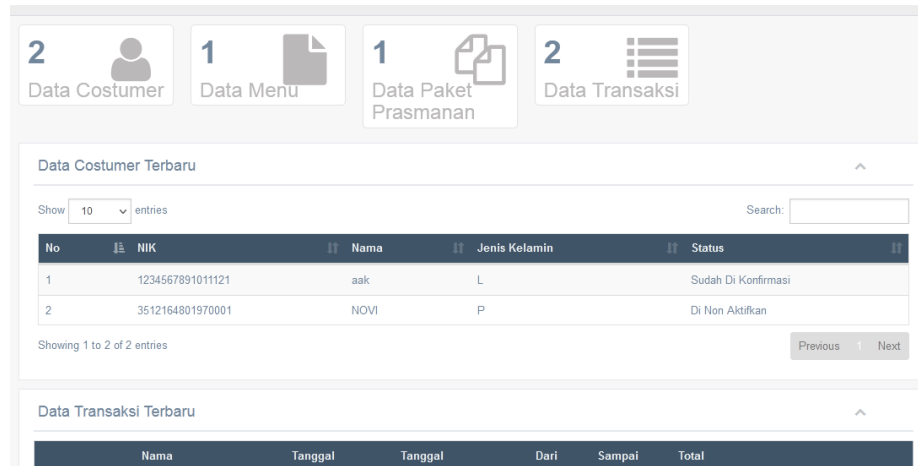 2
Data Costumer
1
Data Menu
1
Data Paket
Prasmanan
2
Data Transaksi
Data Costumer Terbaru
Show 10 entries Search:
No NIK Nama Jenis Kelamin Status
1 1234567891011121 aak L Sudah Di Konfirmasi
2 3512164801970001 NOVI P Di Non Aktifkan
Showing 1 to 2 of 2 entries Previous 1 Next
Data Transaksi Terbaru
Nama Tanggal Tanggal Dari Sampai Total